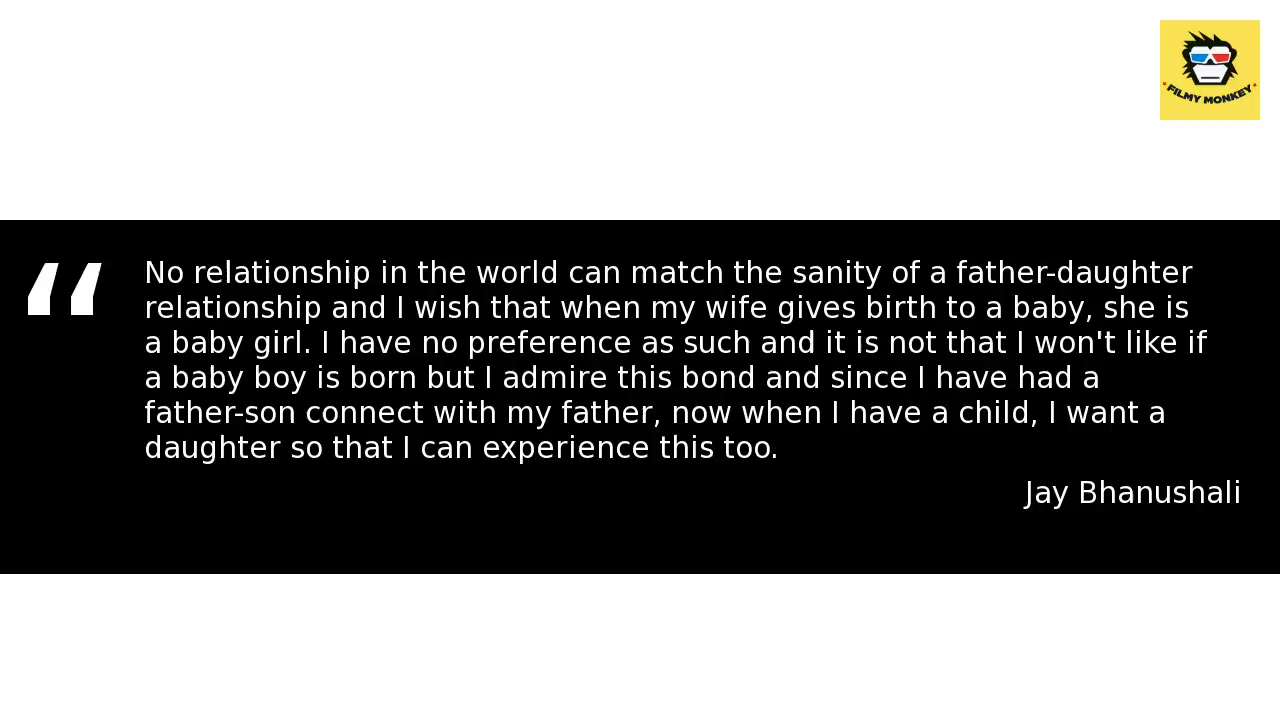 FILMY MONKEY
“
No relationship in the world can match the sanity of a father-daughter
relationship and I wish that when my wife gives birth to a baby, she is
a baby girl. I have no preference as such and it is not that I won't like if
a baby boy is born but I admire this bond and since I have had a
father-son connect with my father, now when I have a child, I want a
daughter so that I can experience this too.
Jay Bhanushali